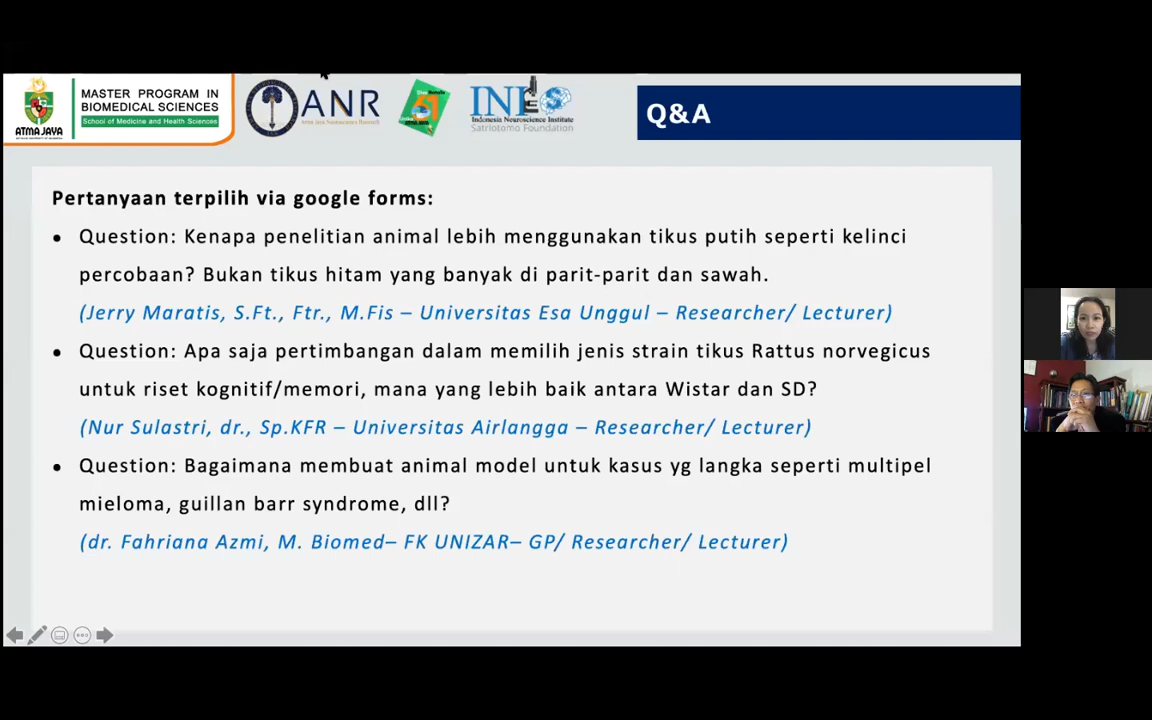 MASTER PROGRAM IN
BIOMEDICAL SCIENCES
School of Medicine and Health Sciences
ATMA JAYA
ANR
61
INI
Indonesia Neuroscience Institute
Satriotomo Foundation
Q&A
Pertanyaan terpilih via google forms:
• Question: Kenapa penelitian animal lebih menggunakan tikus putih seperti kelinci
percobaan? Bukan tikus hitam yang banyak di parit-parit dan sawah.
(Jerry Maratis, S.Ft., Ftr., M.Fis – Universitas Esa Unggul – Researcher/ Lecturer)
• Question: Apa saja pertimbangan dalam memilih jenis strain tikus Rattus norvegicus
untuk riset kognitif/memori, mana yang lebih baik antara Wistar dan SD?
(Nur Sulastri, dr., Sp.KFR – Universitas Airlangga – Researcher/ Lecturer)
• Question: Bagaimana membuat animal model untuk kasus yg langka seperti multipel
mieloma, guillan barr syndrome, dll?
(dr. Fahriana Azmi, M. Biomed– FK UNIZAR– GP/ Researcher/ Lecturer)